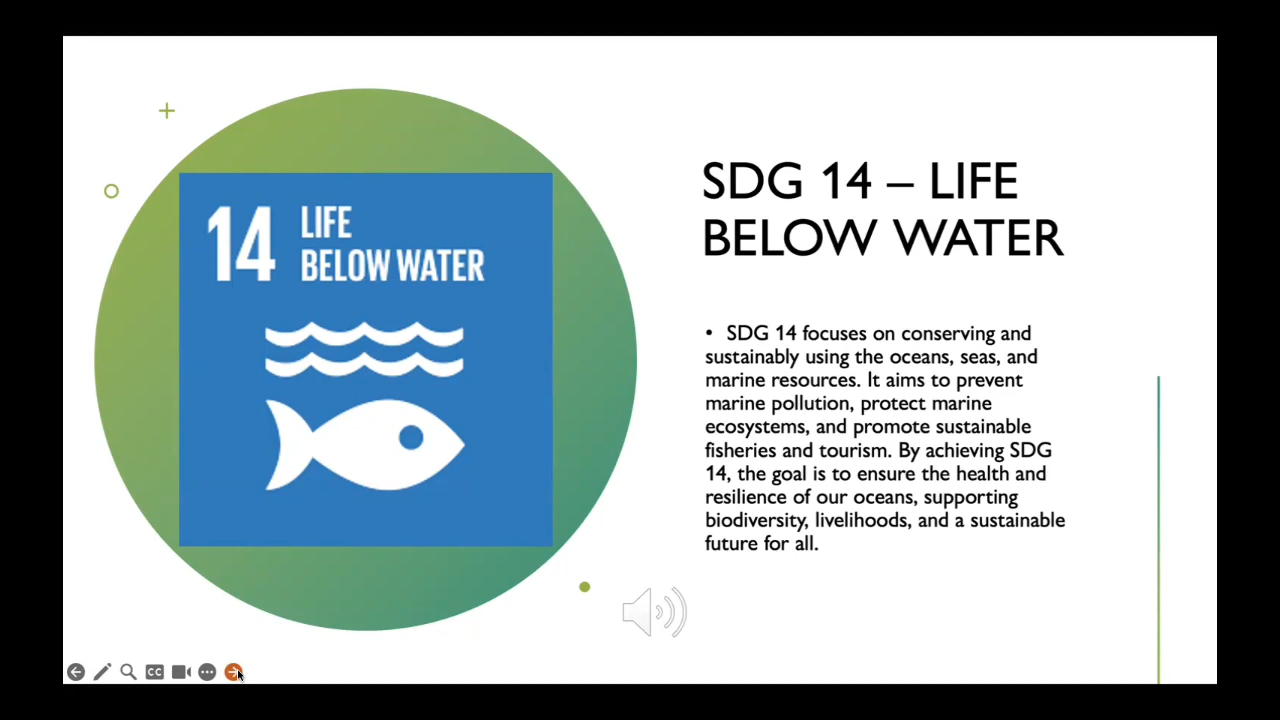 14 LIFE
BELOW WATER
SDG 14 – LIFE
BELOW WATER
• SDG 14 focuses on conserving and
sustainably using the oceans, seas, and
marine resources. It aims to prevent
marine pollution, protect marine
ecosystems, and promote sustainable
fisheries and tourism. By achieving SDG
14, the goal is to ensure the health and
resilience of our oceans, supporting
biodiversity, livelihoods, and a sustainable
future for all.
CC